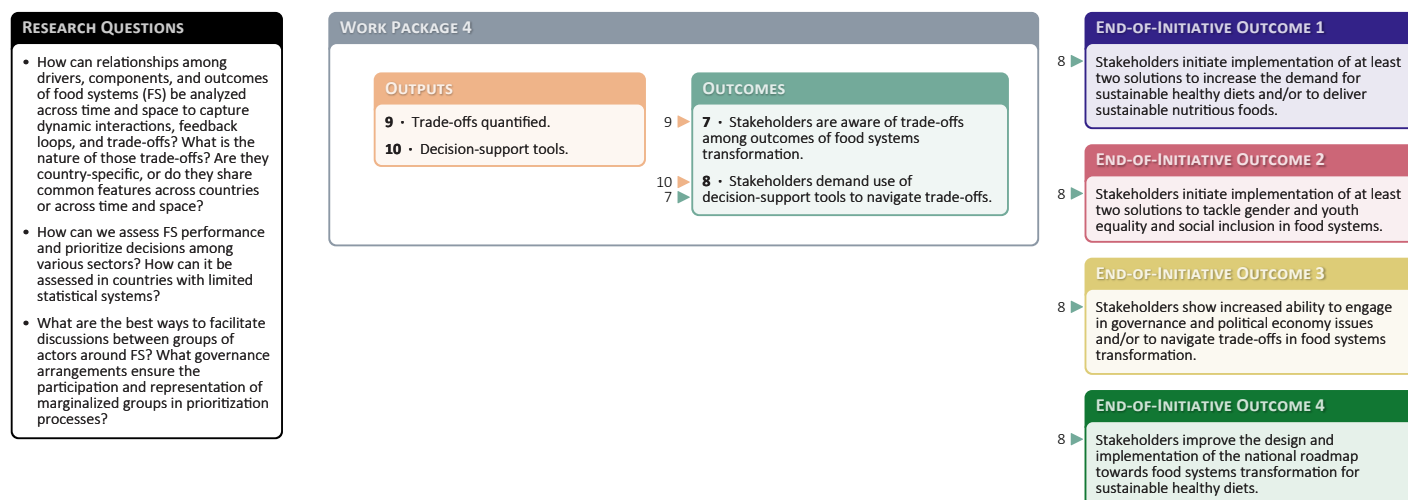 RESEARCH QUESTIONS
• How can relationships among
drivers, components, and outcomes
of food systems (FS) be analyzed
across time and space to capture
dynamic interactions, feedback
loops, and trade-offs? What is the
nature of those trade-offs? Are they
country-specific, or do they share
common features across countries
or across time and space?
• How can we assess FS performance
and prioritize decisions among
various sectors? How can it be
assessed in countries with limited
statistical systems?
• What are the best ways to facilitate
discussions between groups of
actors around FS? What governance
arrangements ensure the
participation and representation of
marginalized groups in prioritization
processes?
WORK PACKAGE 4
OUTPUTS
9 · Trade-offs quantified.
10 · Decision-support tools.
OUTCOMES
9
7 · Stakeholders are aware of trade-offs
among outcomes of food systems
transformation.
10
8 · Stakeholders demand use of
7
decision-support tools to navigate trade-offs.
END-OF-INITIATIVE OUTCOME 1
8
Stakeholders initiate implementation of at least
two solutions to increase the demand for
sustainable healthy diets and/or to deliver
sustainable nutritious foods.
END-OF-INITIATIVE OUTCOME 2
8
Stakeholders initiate implementation of at least
two solutions to tackle gender and youth
equality and social inclusion in food systems.
END-OF-INITIATIVE OUTCOME 3
8
Stakeholders show increased ability to engage
in governance and political economy issues
and/or to navigate trade-offs in food systems
transformation.
END-OF-INITIATIVE OUTCOME 4
8
Stakeholders improve the design and
implementation of the national roadmap
towards food systems transformation for
sustainable healthy diets.